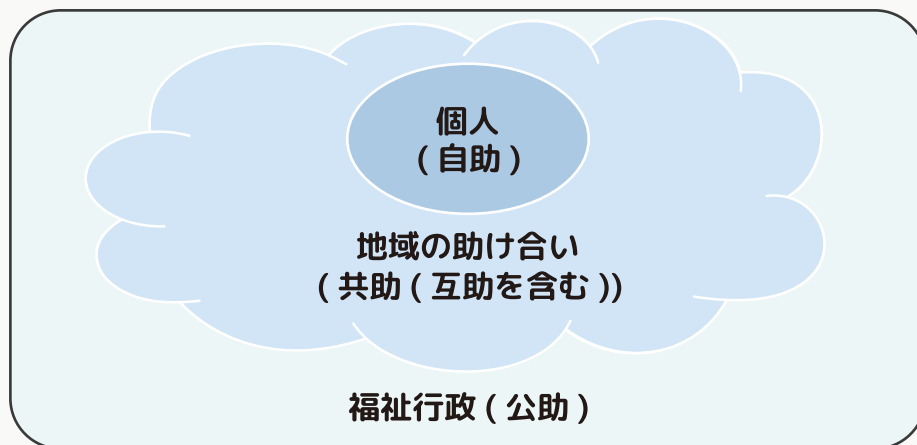 個人
( 自助 )
地域の助け合い
( 共助 ( 互助を含む ))
福祉行政 ( 公助 )